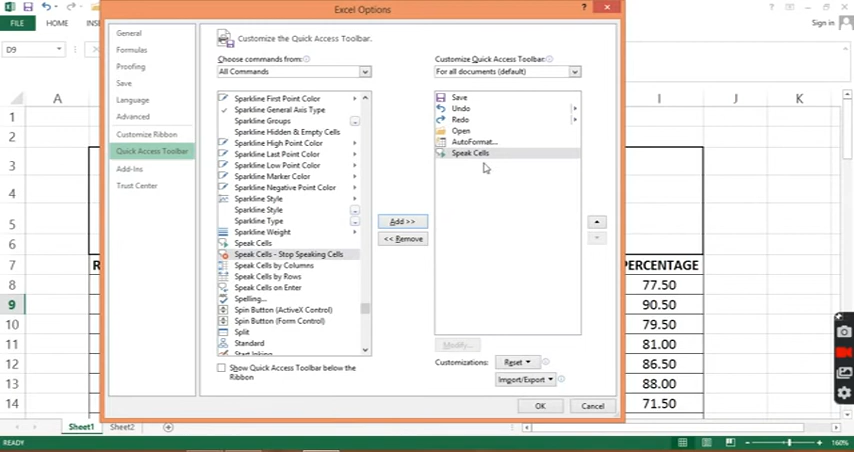 Excel Options
?
Sign in
FILE
HOME
D9
General
Formulas
Proofing
Save
Language
Advanced
Customize Ribbon
Quick Access Toolbar
Add-Ins
Trust Center
Customize the Quick Access Toolbar.
Choose commands from:
All Commands
Customize Quick Access Toolbar:
For all documents (default)
Sparkline First Point Color
Sparkline General Axis Type
Sparkline Groups
Sparkline Hidden & Empty Cells
Sparkline High Point Color
Sparkline Last Point Color
Sparkline Low Point Color
Sparkline Marker Color
Sparkline Negative Point Color
Sparkline Style
Sparkline Style
Sparkline Type
Sparkline Weight
Speak Cells
Speak Cells - Stop Speaking Cells
Speak Cells by Columns
Speak Cells by Rows
Speak Cells on Enter
Spelling...
Spin Button (ActiveX Control)
Spin Button (Form Control)
Split
Standard
Start Inking
Add >>
<< Remove
Save
Undo
Redo
Open
AutoFormat...
Speak Cells
Modify...
Customizations:
Reset
Import/Export
Show Quick Access Toolbar below the
Ribbon
OK
Cancel
A
I
J
K
1
2
3
4
5
6
7
8
9
10
11
12
13
14
R
PERCENTAGE
77.50
90.50
79.50
81.00
86.50
88.00
71.50
Sheet1
Sheet2
READY
160%